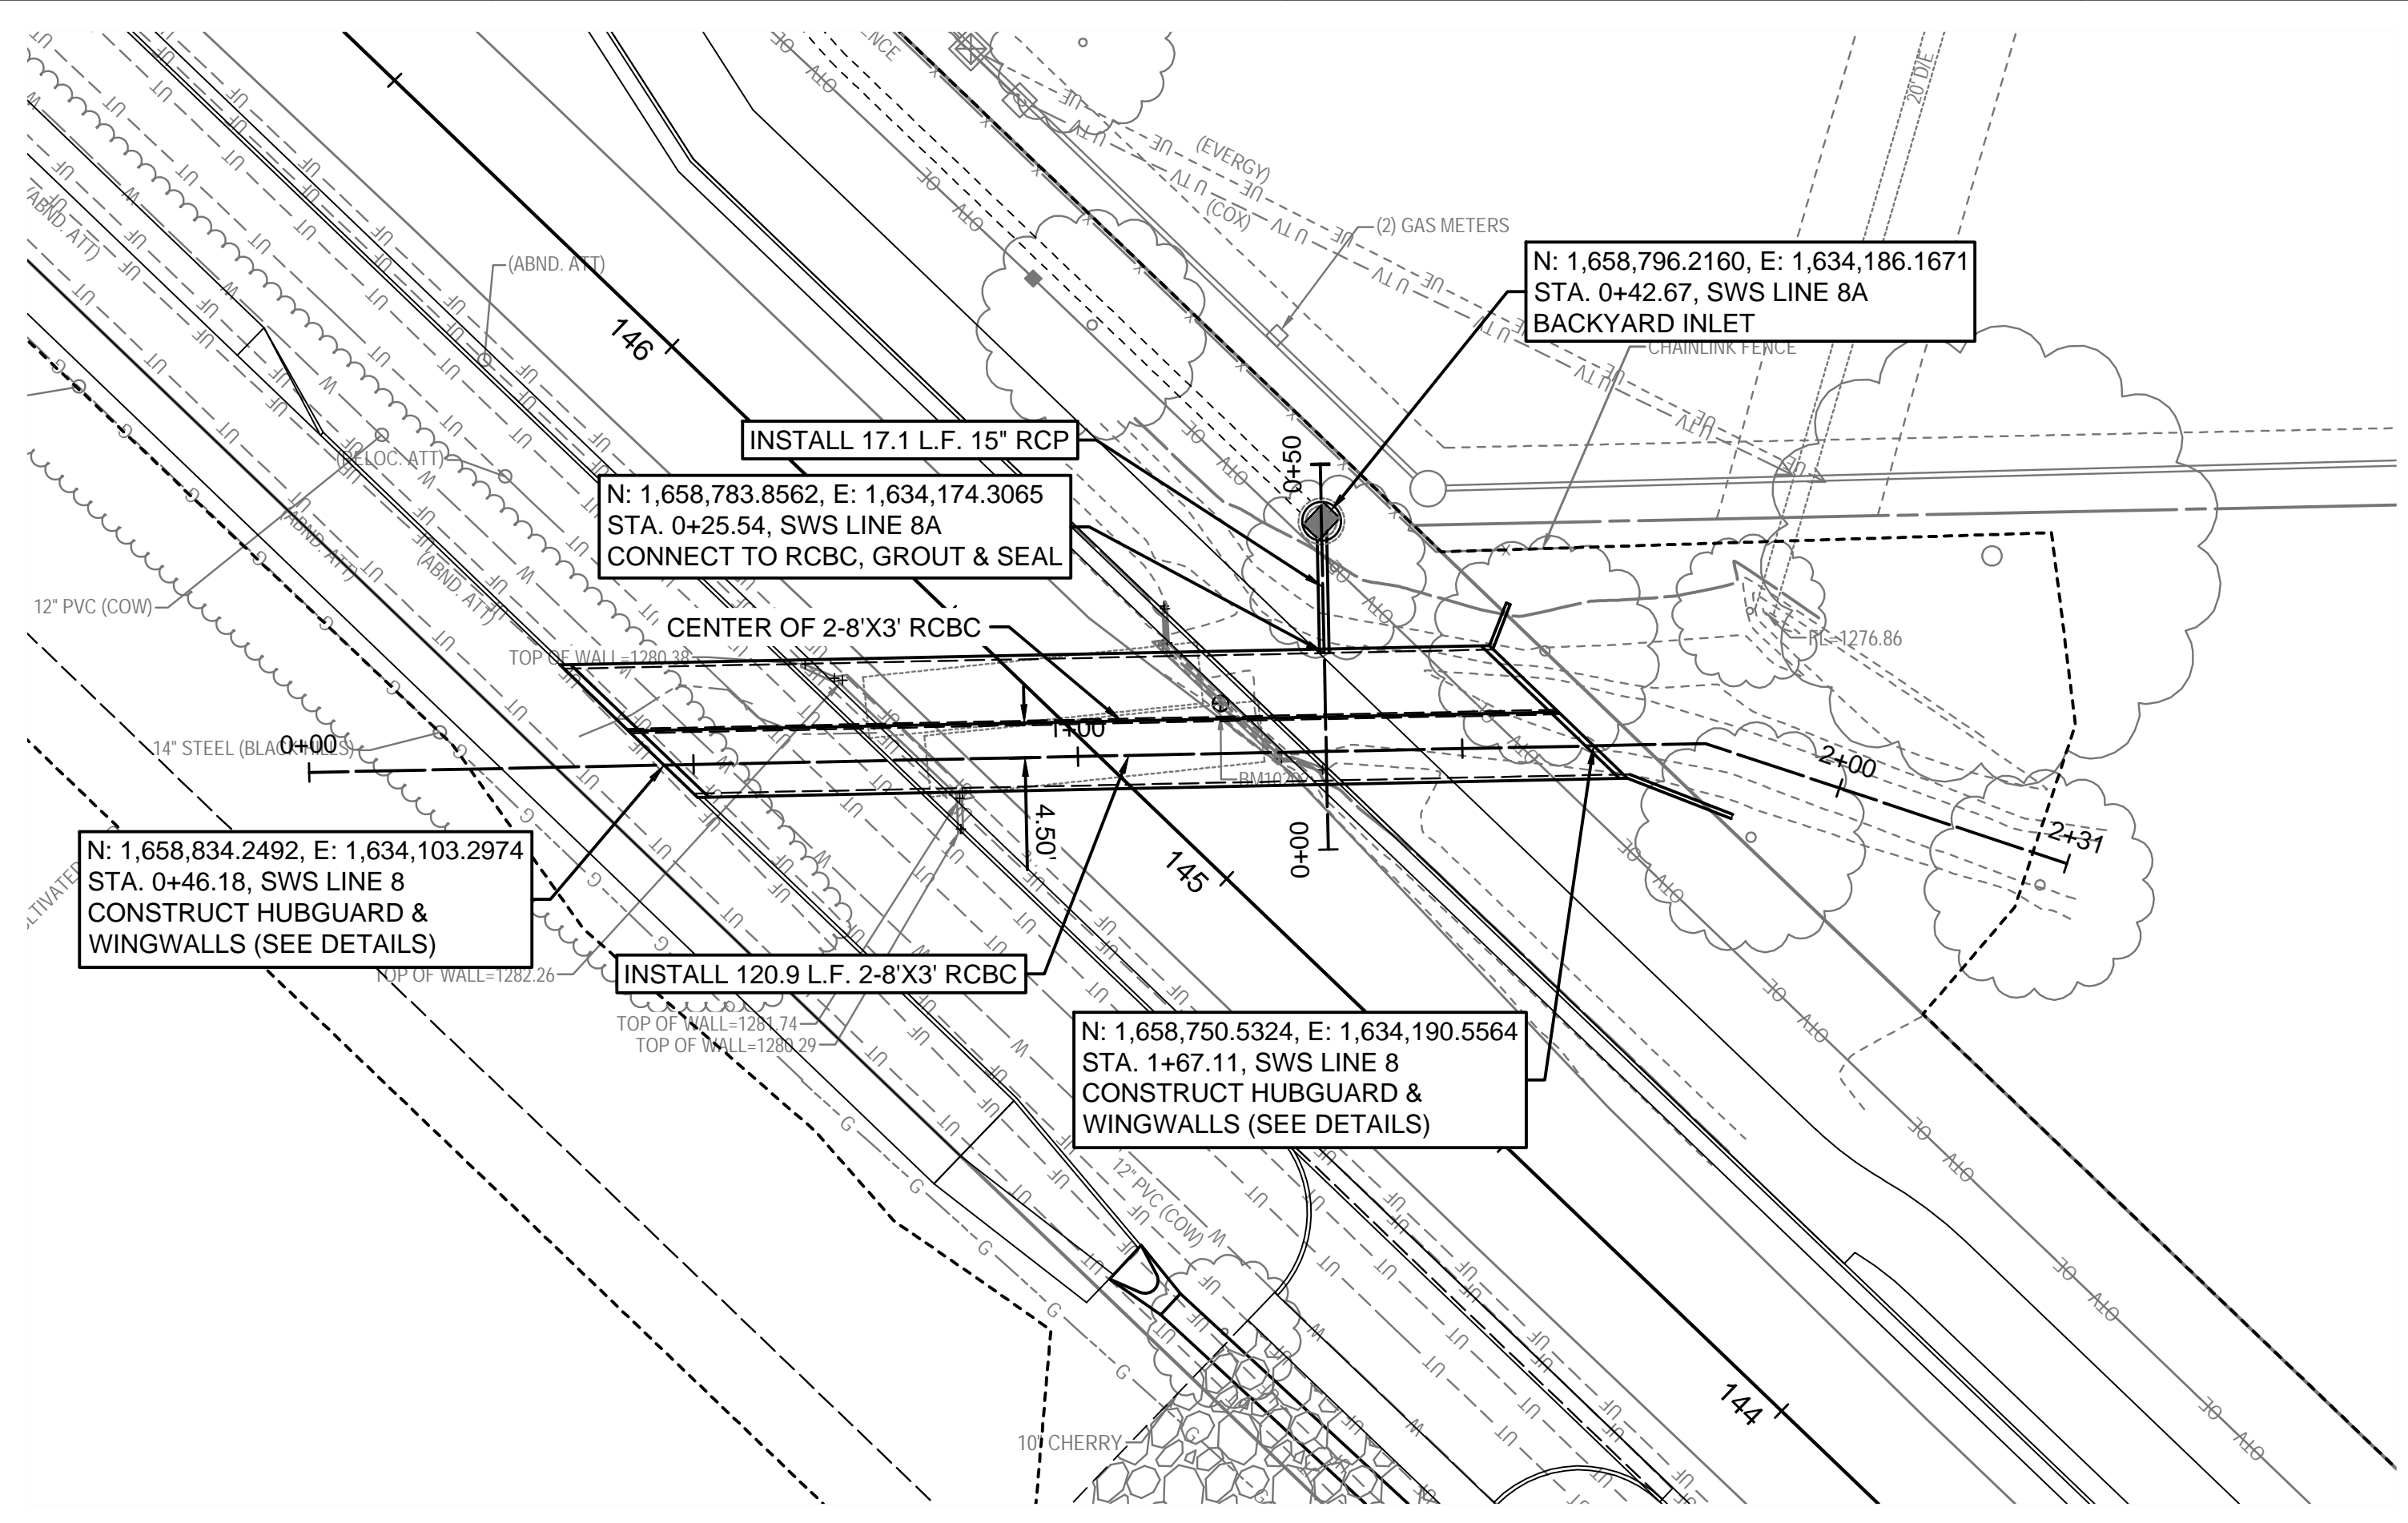 FENCE
20' D/E
(EVERGY)
(COX)
(2) GAS METERS
(ABND. ATT)
(ABND. ATT)
N: 1,658,796.2160, E: 1,634,186.1671
STA. 0+42.67, SWS LINE 8A
BACKYARD INLET
CHAINLINK FENCE
146
INSTALL 17.1 L.F. 15" RCP
0+50
(RELOC. ATT)
N: 1,658,783.8562, E: 1,634,174.3065
STA. 0+25.54, SWS LINE 8A
CONNECT TO RCBC, GROUT & SEAL
(ABND. ATT)
(ABND. ATT)
12" PVC (COW)
CENTER OF 2-8'X3' RCBC
TOP OF WALL=1280.38
FL=1276.86
0+00
14" STEEL (BLACK HILLS)
1+00
2+00
2+31
4.50'
0+00
145
N: 1,658,834.2492, E: 1,634,103.2974
STA. 0+46.18, SWS LINE 8
CONSTRUCT HUBGUARD &
WINGWALLS (SEE DETAILS)
TOP OF WALL=1282.26
INSTALL 120.9 L.F. 2-8'X3' RCBC
TOP OF WALL=1281.74
TOP OF WALL=1280.29
N: 1,658,750.5324, E: 1,634,190.5564
STA. 1+67.11, SWS LINE 8
CONSTRUCT HUBGUARD &
WINGWALLS (SEE DETAILS)
12" PVC (COW)
144
10" CHERRY